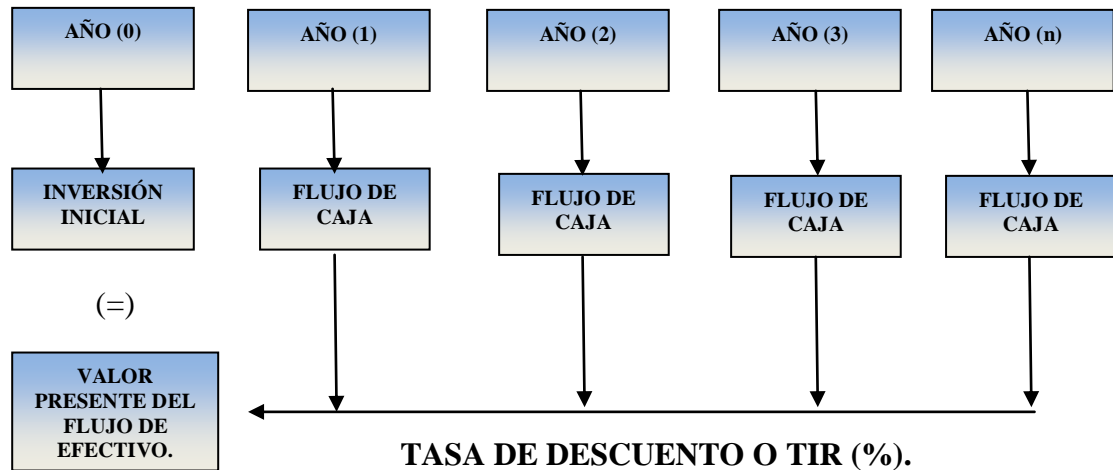 AÑO (0)
AÑO (1)
AÑO (2)
AÑO (3)
AÑO (n)
INVERSIÓN
INICIAL
FLUJO DE
CAJA
FLUJO DE
CAJA
FLUJO DE
CAJA
FLUJO DE
CAJA
(=)
VALOR
PRESENTE DEL
FLUJO DE
EFECTIVO.
TASA DE DESCUENTO O TIR (%).